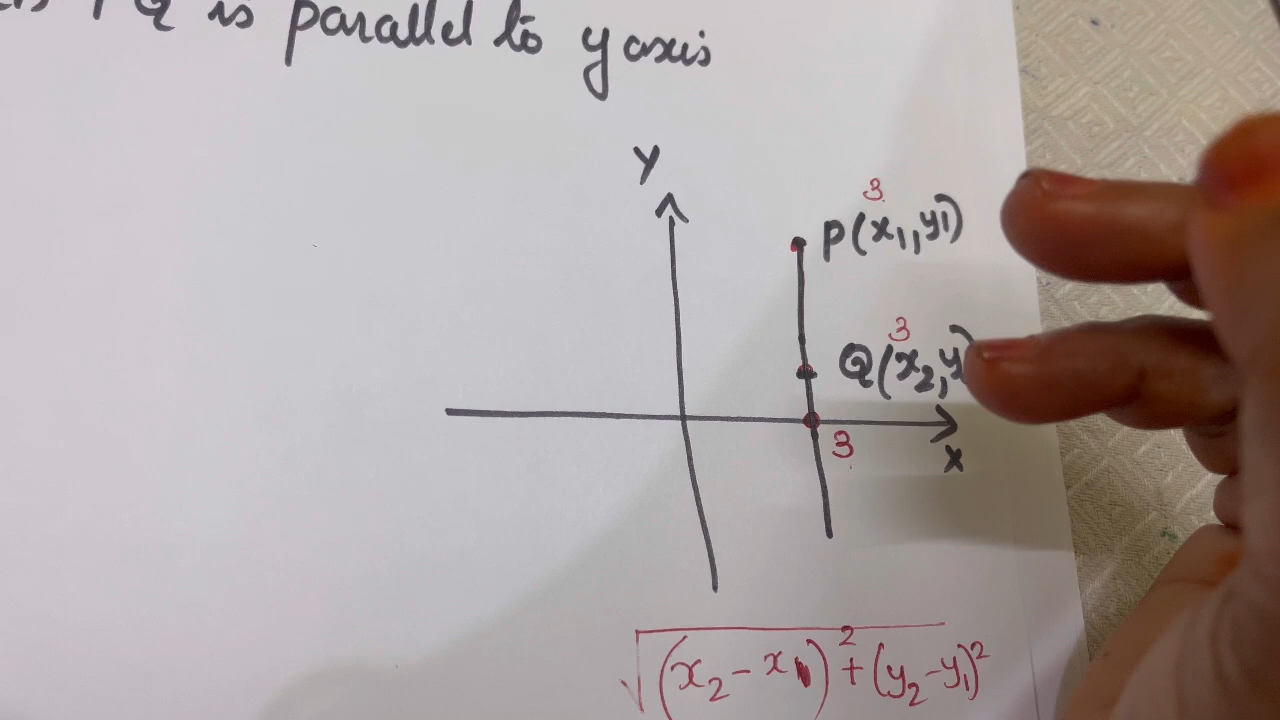 Q is parallel to y axis
Y
3
P(x₁,y₁)
3
Q(x₂,y
3
X
√(x₂-x₁)²+(y₂-y₁)²